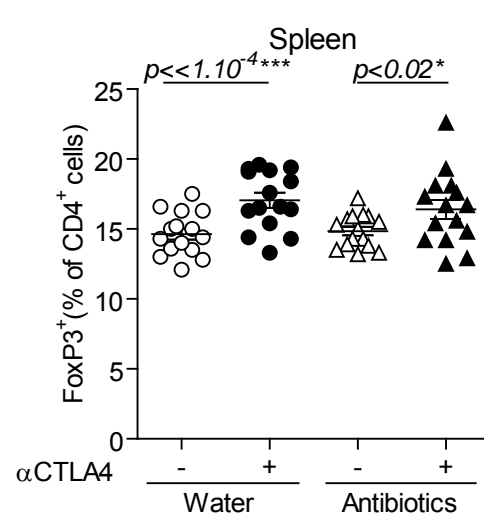 Spleen
p<<1.10⁻⁴*** p<0.02*
FoxP3⁺(% of CD4⁺ cells)
25
20
15
10
5
0
αCTLA4 - + - +
Water Antibiotics